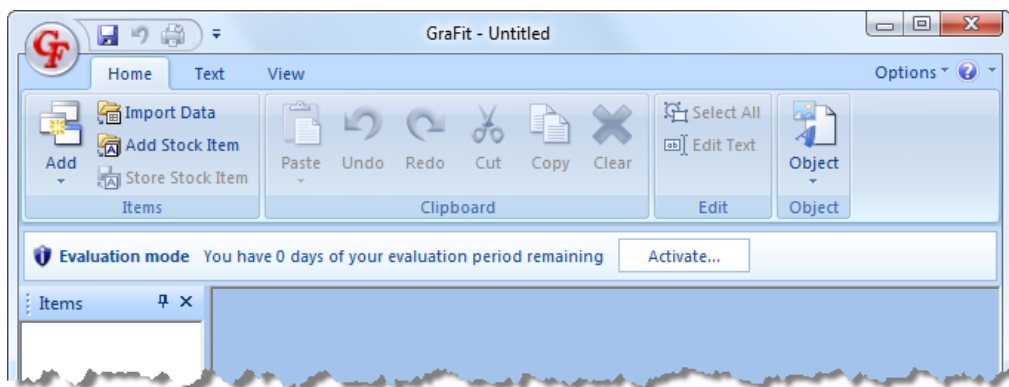 GraFit - Untitled
GF
Home Text View Options
Import Data
Add Stock Item
Store Stock Item
Add Paste Undo Redo Cut Copy Clear
Select All
ab Edit Text
Object
Items Clipboard Edit Object
Evaluation mode You have 0 days of your evaluation period remaining Activate...
Items